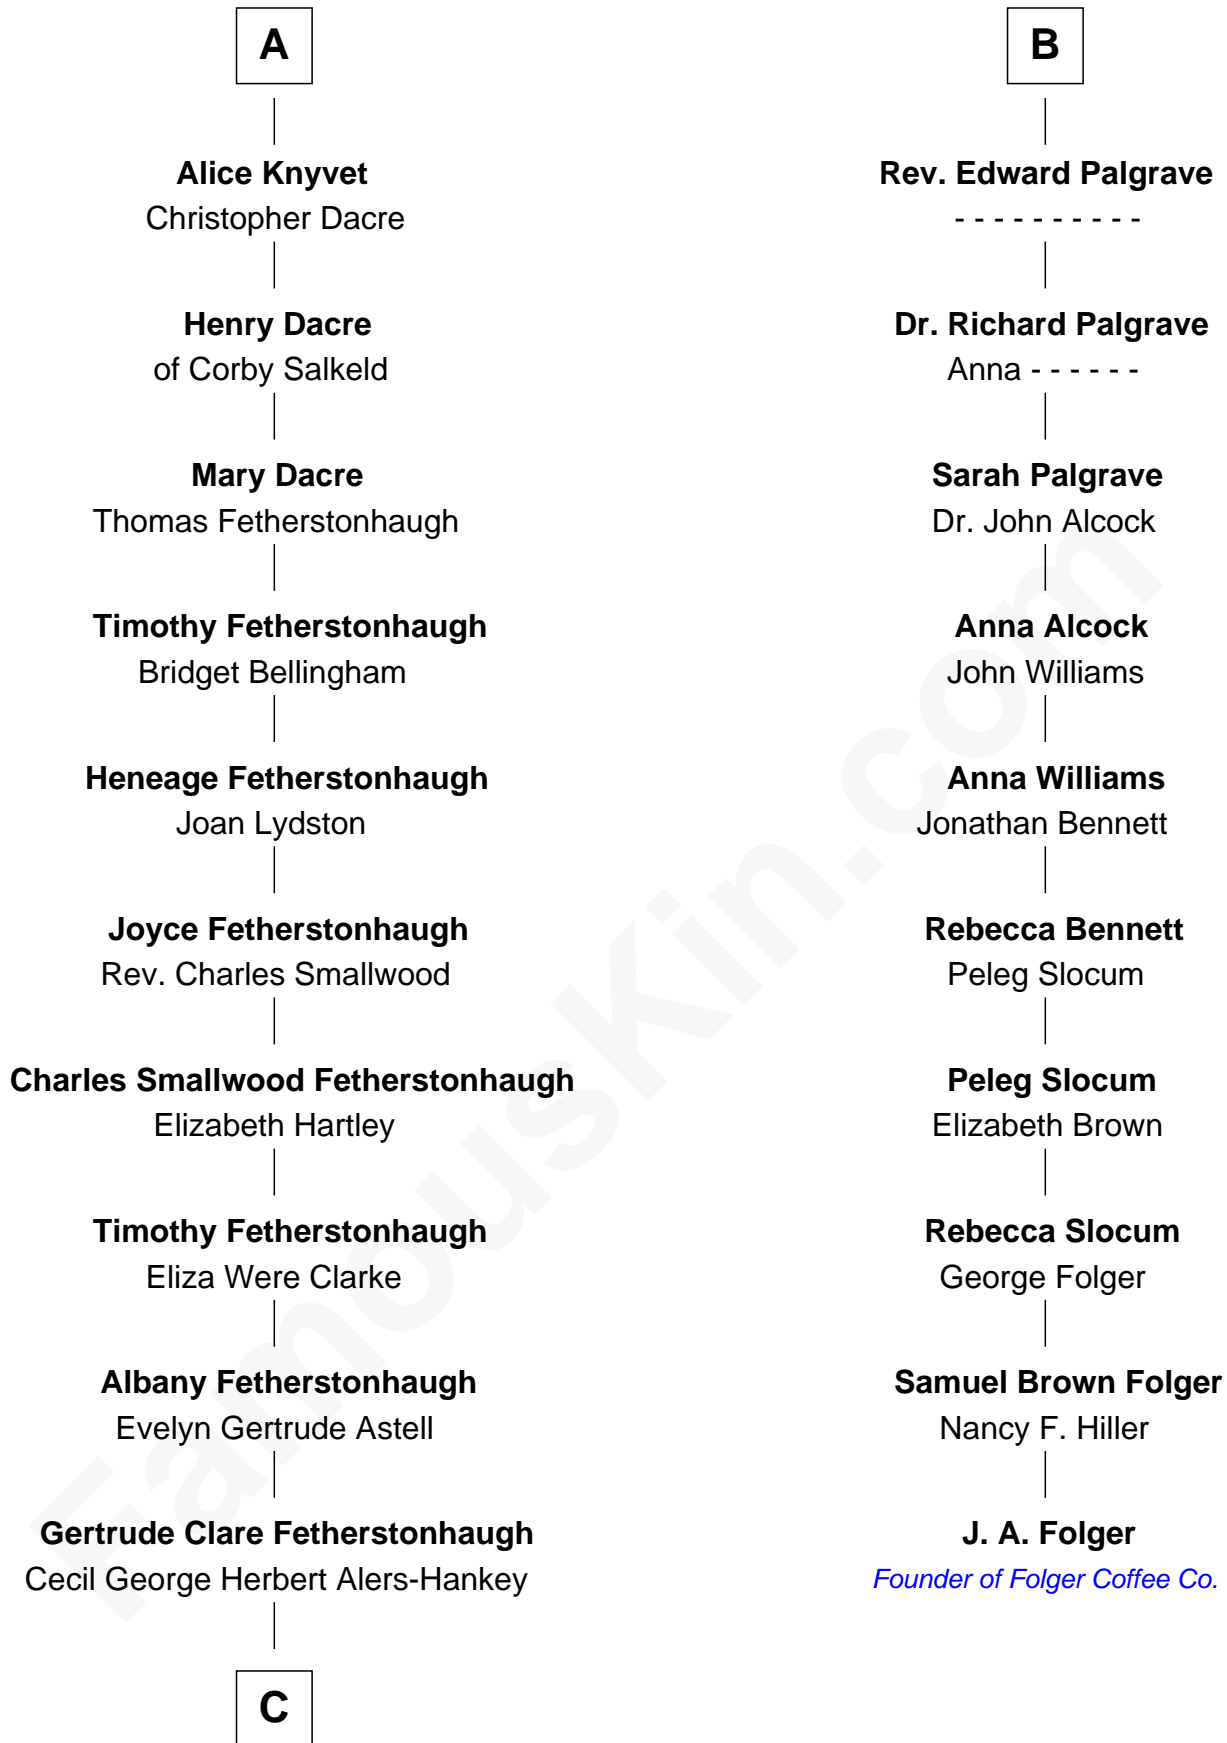 A
Alice Knyvet
Christopher Dacre
Henry Dacre
of Corby Salkeld
Mary Dacre
Thomas Fetherstonhaugh
Timothy Fetherstonhaugh
Bridget Bellingham
Heneage Fetherstonhaugh
Joan Lydston
Joyce Fetherstonhaugh
Rev. Charles Smallwood
Charles Smallwood Fetherstonhaugh
Elizabeth Hartley
Timothy Fetherstonhaugh
Eliza Were Clarke
Albany Fetherstonhaugh
Evelyn Gertrude Astell
Gertrude Clare Fetherstonhaugh
Cecil George Herbert Alers-Hankey
C
B
Rev. Edward Palgrave
- - - - - - - - - -
Dr. Richard Palgrave
Anna - - - - - -
Sarah Palgrave
Dr. John Alcock
Anna Alcock
John Williams
Anna Williams
Jonathan Bennett
Rebecca Bennett
Peleg Slocum
Peleg Slocum
Elizabeth Brown
Rebecca Slocum
George Folger
Samuel Brown Folger
Nancy F. Hiller
J. A. Folger
Founder of Folger Coffee Co.
FamousKin.com